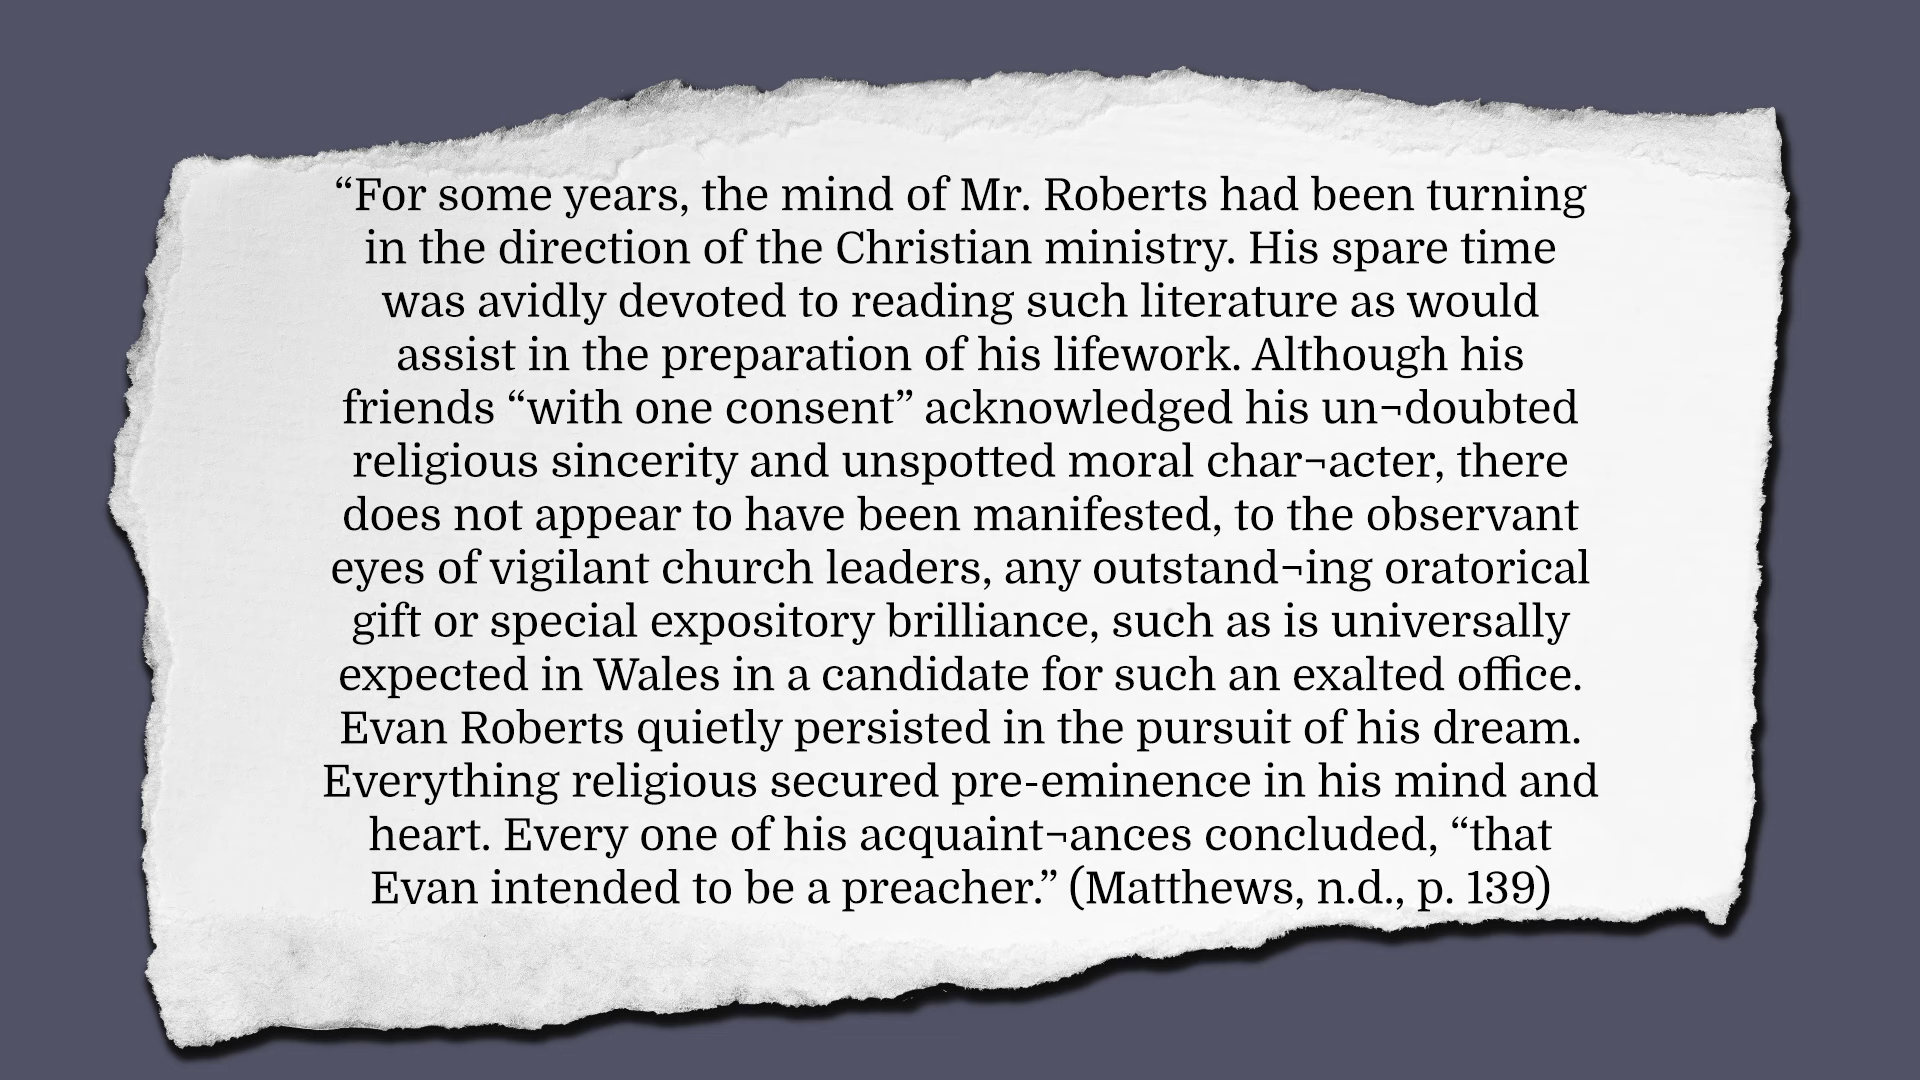 “For some years, the mind of Mr. Roberts had been turning
in the direction of the Christian ministry. His spare time
was avidly devoted to reading such literature as would
assist in the preparation of his lifework. Although his
friends “with one consent” acknowledged his un¬doubted
religious sincerity and unspotted moral char¬acter, there
does not appear to have been manifested, to the observant
eyes of vigilant church leaders, any outstand¬ing oratorical
gift or special expository brilliance, such as is universally
expected in Wales in a candidate for such an exalted office.
Evan Roberts quietly persisted in the pursuit of his dream.
Everything religious secured pre-eminence in his mind and
heart. Every one of his acquaint¬ances concluded, “that
Evan intended to be a preacher.” (Matthews, n.d., p. 139)